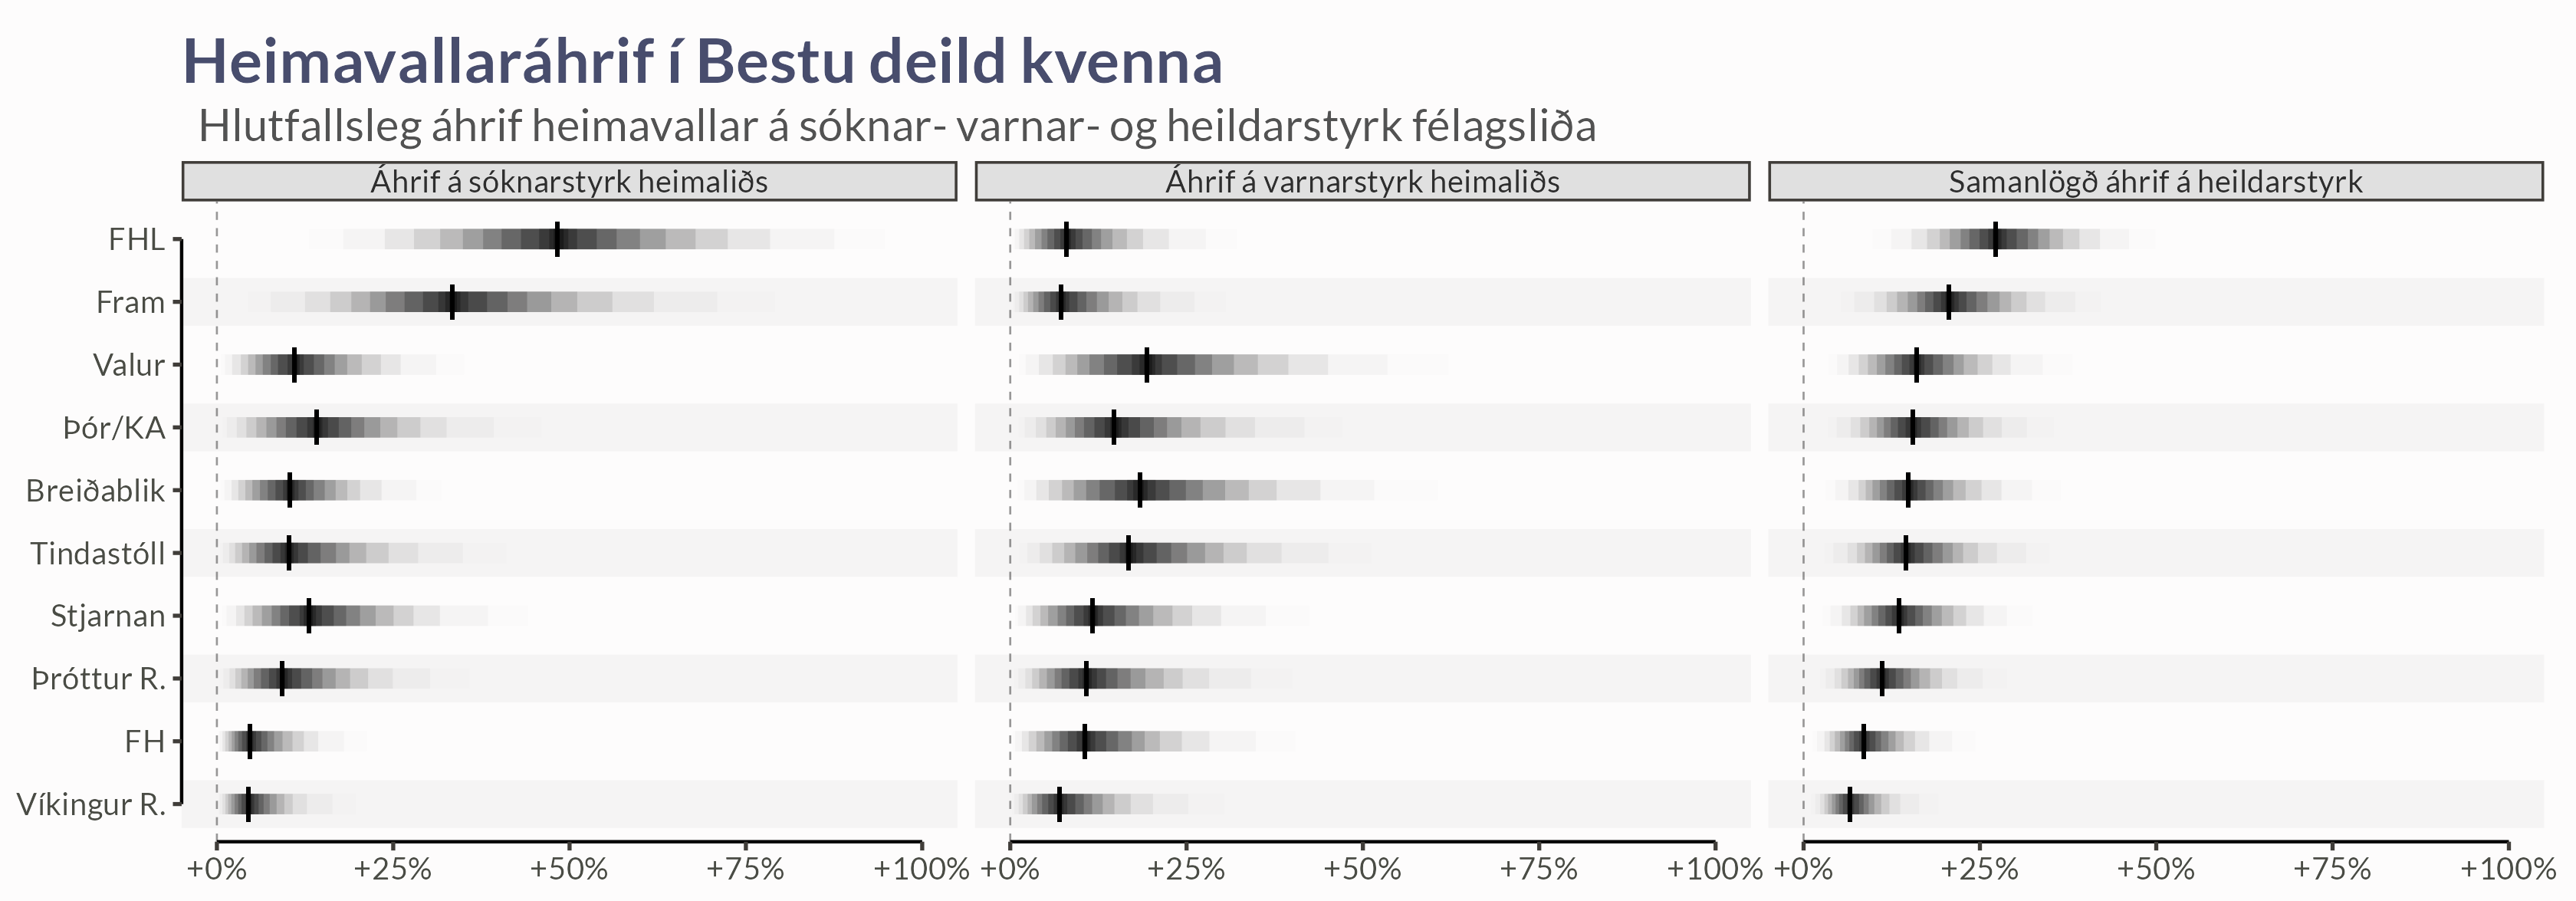 Heimavallaráhrif í Bestu deild kvenna
Hlutfallsleg áhrif heimavallar á sóknar- varnar- og heildarstyrk félagsliða
Áhrif á sóknarstyrk heimaliðs
Áhrif á varnarstyrk heimaliðs
Samanlögð áhrif á heildarstyrk
FHL
Fram
Valur
Þór/KA
Breiðablik
Tindastóll
Stjarnan
Þróttur R.
FH
Víkingur R.
+0% +25% +50% +75% +100%
+0% +25% +50% +75% +100%
+0% +25% +50% +75% +100%